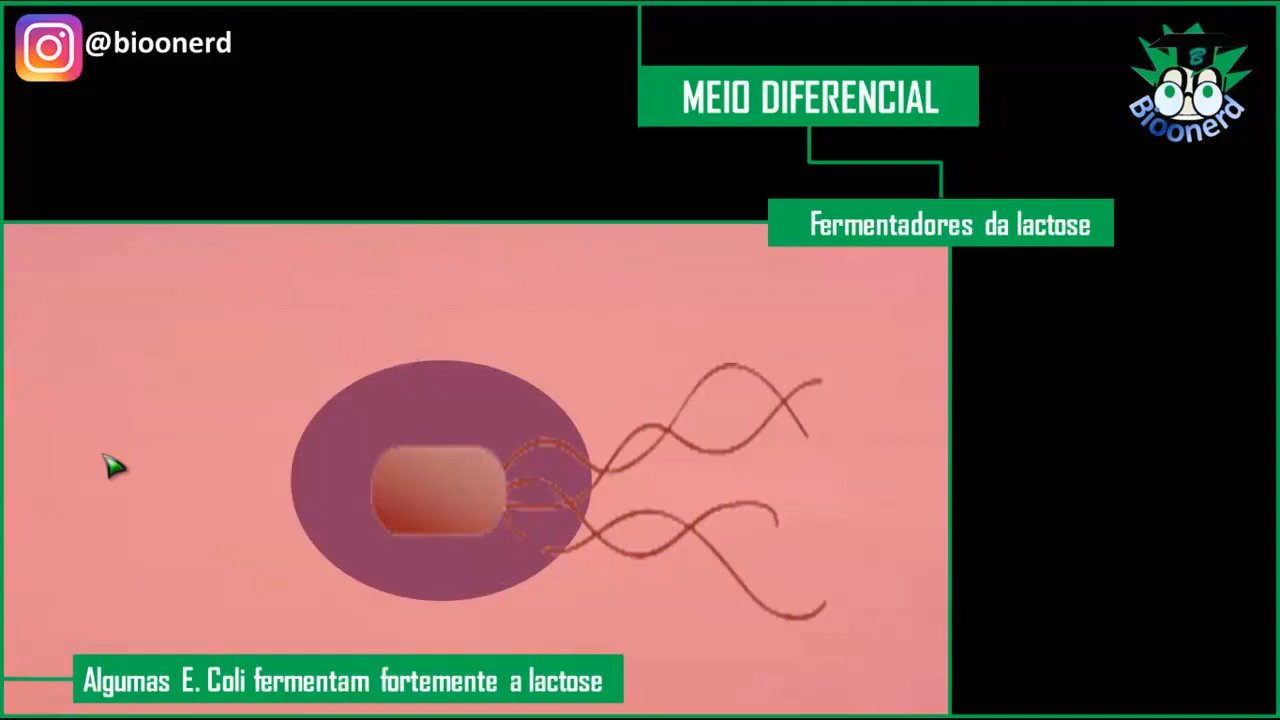 @bioonerd
MEIO DIFERENCIAL
B
Bioonerd
Fermentadores da lactose
Algumas E. Coli fermentam fortemente a lactose